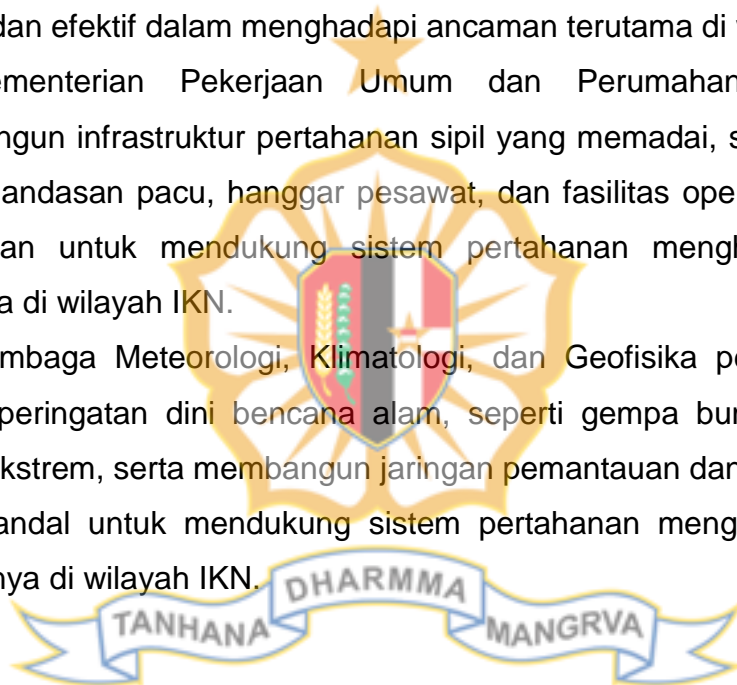 dan efektif dalam menghadapi ancaman terutama di
ementerian Pekerjaan Umum dan Perumahan
ngun infrastruktur pertahanan sipil yang memadai, s
andasan pacu, hanggar pesawat, dan fasilitas ope
an untuk mendukung sistem pertahanan mengh
a di wilayah IKN.
mbaga Meteorologi, Klimatologi, dan Geofisika p
peringatan dini bencana alam, seperti gempa bu
kstrem, serta membangun jaringan pemantauan dan
andal untuk mendukung sistem pertahanan meng
nya di wilayah IKN.
TANHANA DHARMMA MANGRVA